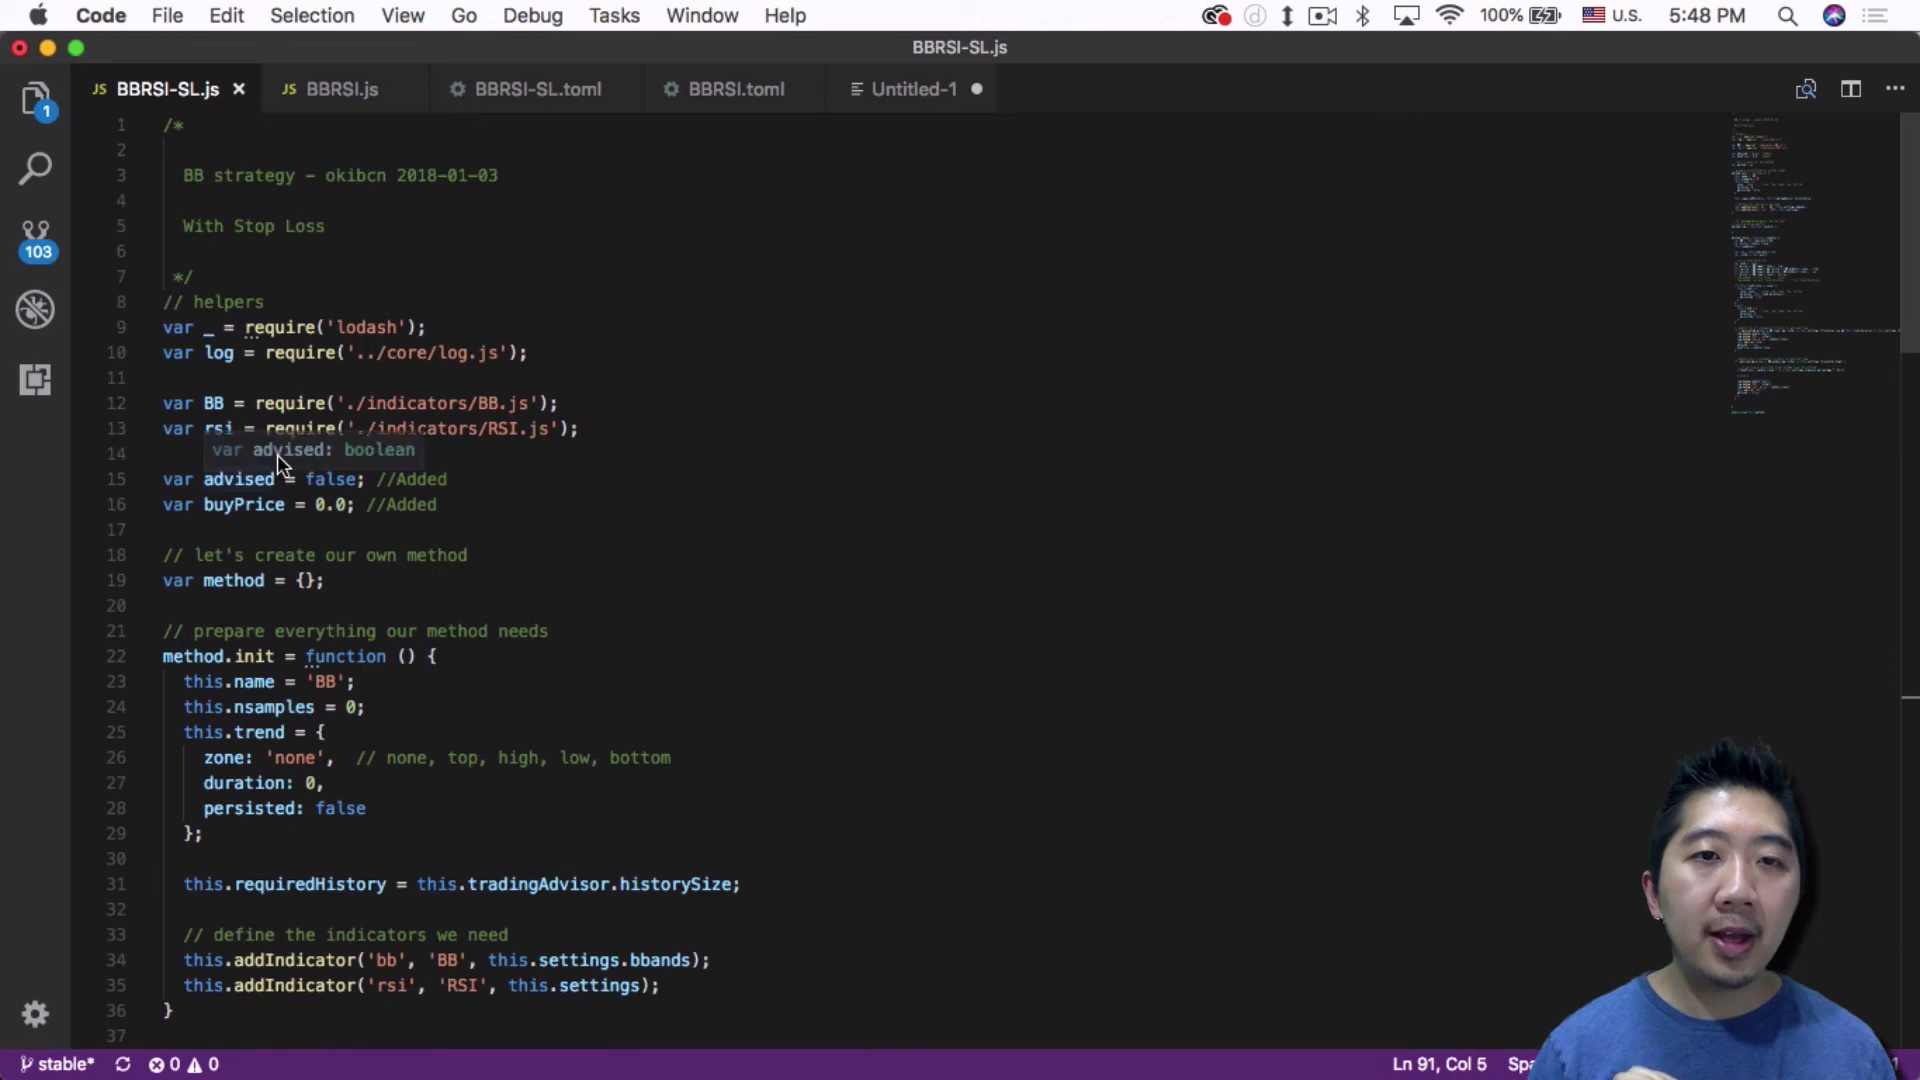 Code File Edit Selection View Go Debug Tasks Window Help 100% U.S. 5:48 PM
BBRSI-SL.js
JS BBRSI-SL.js × JS BBRSI.js BBRSI-SL.toml BBRSI.toml Untitled-1
1
103
1 /*
2
3 BB strategy - okibcn 2018-01-03
4
5 With Stop Loss
6
7 */
8 // helpers
9 var _ = require('lodash');
10 var log = require('../core/log.js');
11
12 var BB = require('./indicators/BB.js');
13 var rsi = require('./indicators/RSI.js');
var advised: boolean
14
15 var advised = false; //Added
16 var buyPrice = 0.0; //Added
17
18 // let's create our own method
19 var method = {};
20
21 // prepare everything our method needs
22 method.init = function () {
23 this.name = 'BB';
24 this.nsamples = 0;
25 this.trend = {
26 zone: 'none', // none, top, high, low, bottom
27 duration: 0,
28 persisted: false
29 };
30
31 this.requiredHistory = this.tradingAdvisor.historySize;
32
33 // define the indicators we need
34 this.addIndicator('bb', 'BB', this.settings.bbands);
35 this.addIndicator('rsi', 'RSI', this.settings);
36 }
37
stable* 0 0 Ln 91, Col 5